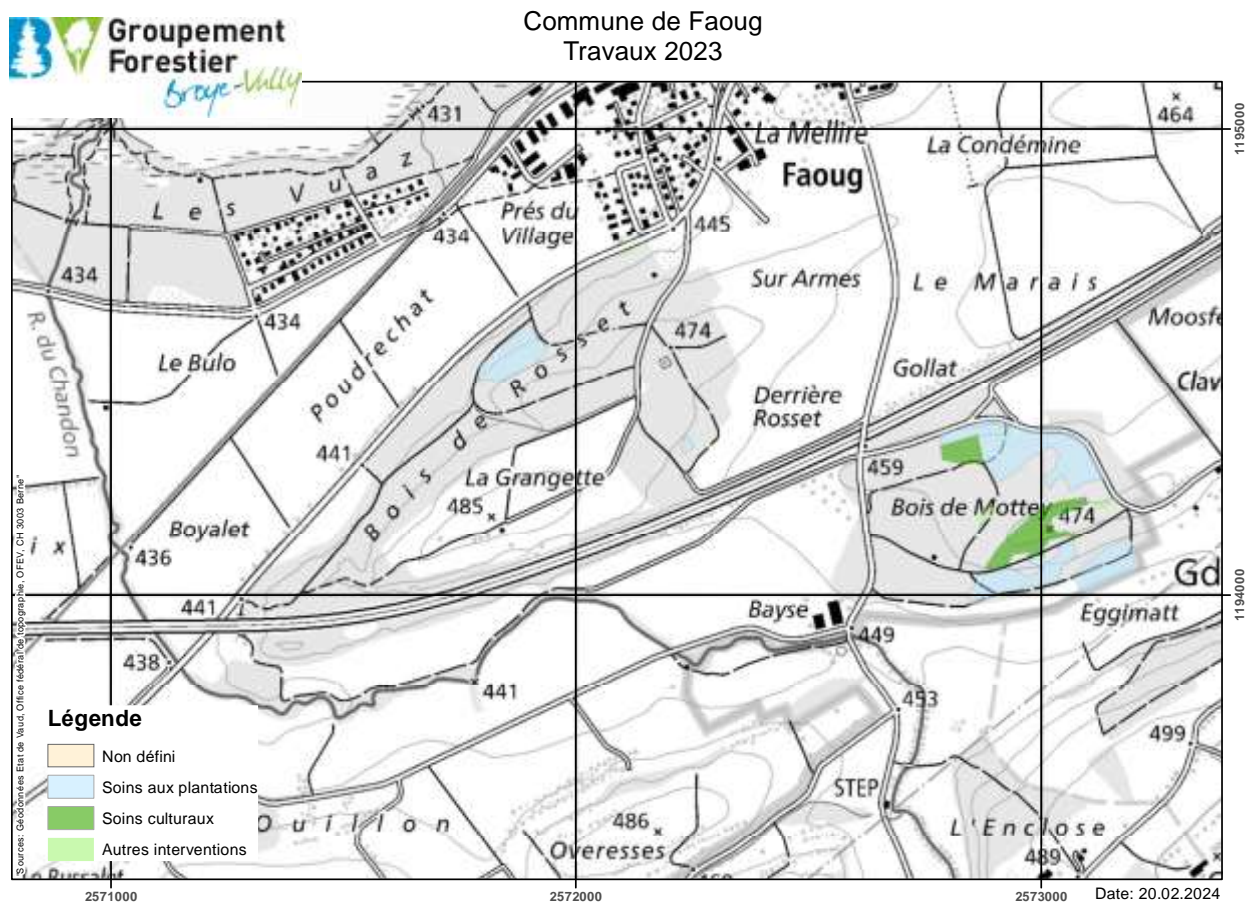 Commune de Faoug
Travaux 2023
Groupement
Forestier
Broye-Vully
431
464
La Mellire
La Condémine
Faoug
Les Vuaz
Prés du
Village
445
434
434
Sur Armes
Le Marais
434
R. du Chandon
Moosfe
Le Bülo
474
Poudrechat
Gollat
Clav
Derrière
Rosset
Bois de Rosset
441
459
La Grangette
485
Bois de Mottey
474
Boyalet
ix
436
Gd
441
Bayse
Eggimatt
449
438
441
453
499
Légende
Non défini
Soins aux plantations
Soins culturaux
Autres interventions
STEP
Ouillon
486
Overesses
L'Enclose
489
Sources: Géodonnées Etat de Vaud, Office fédéral de topographie, OFEV, CH 3003 Berne"
1195000
1194000
2571000
2572000
2573000
Date: 20.02.2024